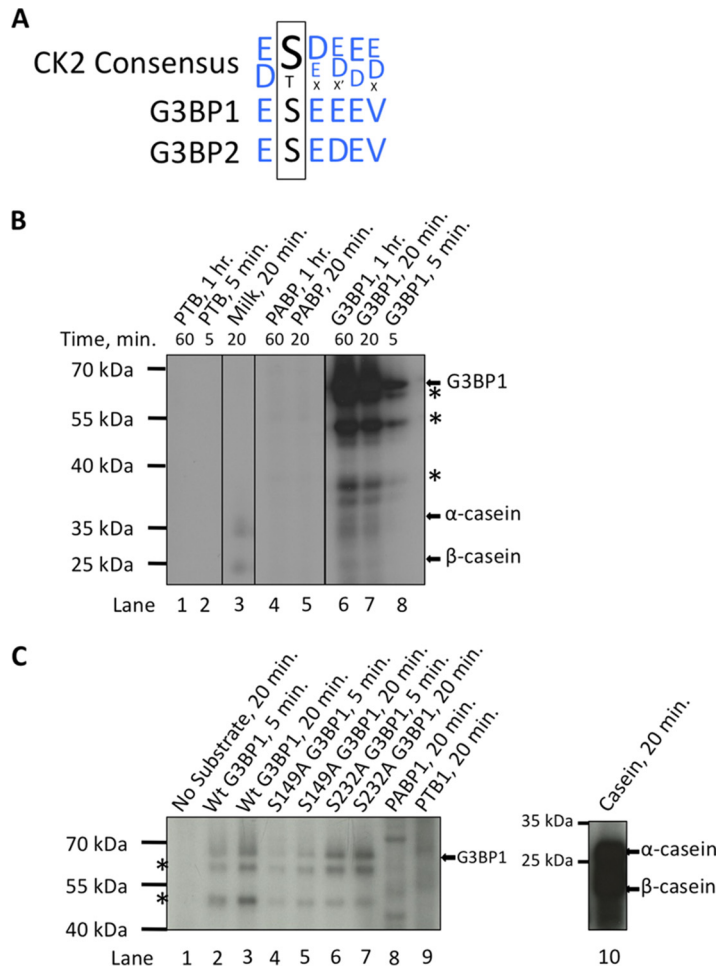 A
CK2 Consensus
E S D E E E
D T E D D D
X X' X
G3BP1 E S E E E V
G3BP2 E S E D E V
B
PTB, 1 hr.
PTB, 5 min.
Milk, 20 min.
PABP, 1 hr.
PABP, 20 min.
G3BP1, 1 hr.
G3BP1, 20 min.
G3BP1, 5 min.
Time, min. 60 5 20 60 20 60 20 5
70 kDa
G3BP1
*
55 kDa
*
40 kDa
*
α-casein
35 kDa
β-casein
25 kDa
Lane 1 2 3 4 5 6 7 8
C
No Substrate, 20 min.
Wt G3BP1, 5 min.
Wt G3BP1, 20 min.
S149A G3BP1, 5 min.
S149A G3BP1, 20 min.
S232A G3BP1, 5 min.
S232A G3BP1, 20 min.
PABP1, 20 min.
PTB1, 20 min.
Casein, 20 min.
70 kDa
G3BP1
*
55 kDa
*
40 kDa
35 kDa
α-casein
25 kDa
β-casein
Lane 1 2 3 4 5 6 7 8 9 10